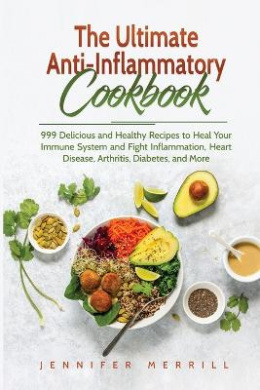 The Ultimate
Anti-Inflammatory
Cookbook
999 Delicious and Healthy Recipes to Heal Your
Immune System and Fight Inflammation, Heart
Disease, Arthritis, Diabetes, and More
JENNIFER MERRILL